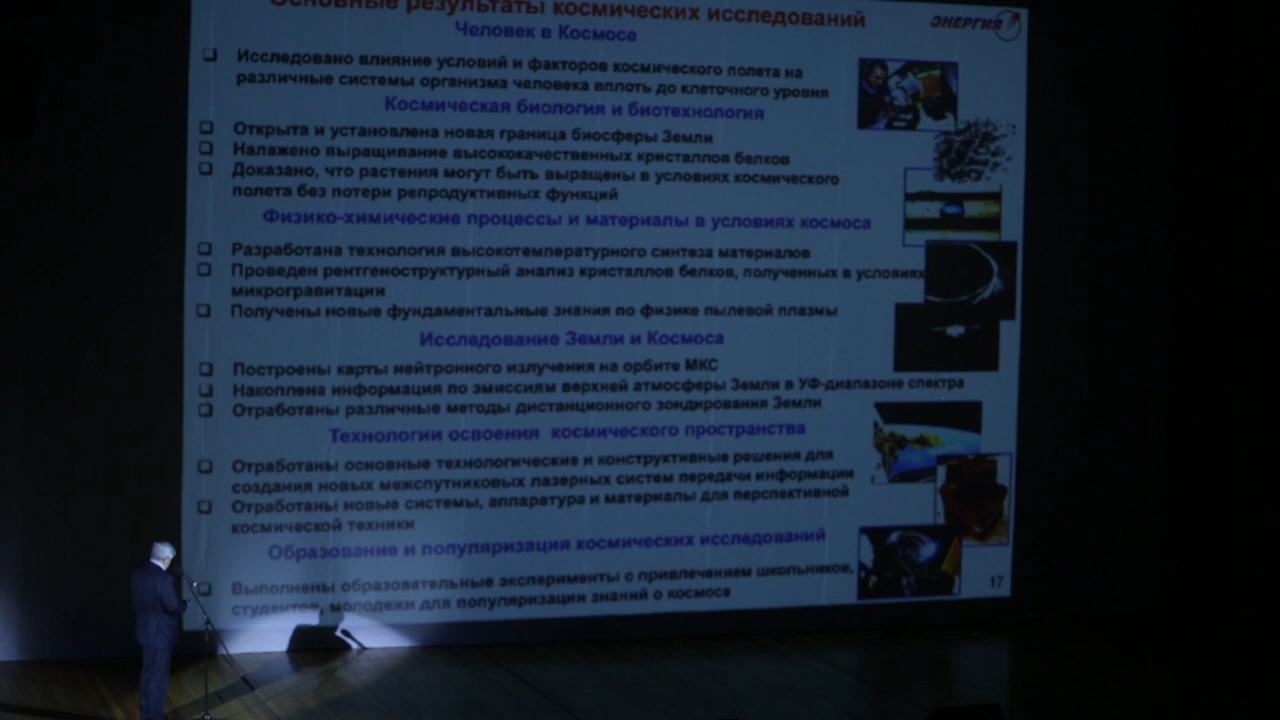 Основные результаты космических исследований
ЭНЕРГИЯ
Человек в Космосе
Исследовано влияние условий и факторов космического полета на
различные системы организма человека вплоть до клеточного уровня
Космическая биология и биотехнология
Открыта и установлена новая граница биосферы Земли
Налажено выращивание высококачественных кристаллов белков
Доказано, что растения могут быть выращены в условиях космического
полета без потери репродуктивных функций
Физико-химические процессы и материалы в условиях космоса
Разработана технология высокотемпературного синтеза материалов
Проведен рентгеноструктурный анализ кристаллов белков, полученных в условиях
микрогравитации
Получены новые фундаментальные знания по физике пылевой плазмы
Исследование Земли и Космоса
Построены карты нейтронного излучения на орбите МКС
Накоплена информация по эмиссиям верхней атмосферы Земли в УФ-диапазоне спектра
Отработаны различные методы дистанционного зондирования Земли
Технологии освоения космического пространства
Отработаны основные технологические и конструктивные решения для
создания новых межспутниковых лазерных систем передачи информации
Отработаны новые системы, аппаратура и материалы для перспективной
космической техники
Образование и популяризация космических исследований
Выполнены образовательные эксперименты с привлечением школьников,
студентов, молодежи для популяризации знаний о космосе
17